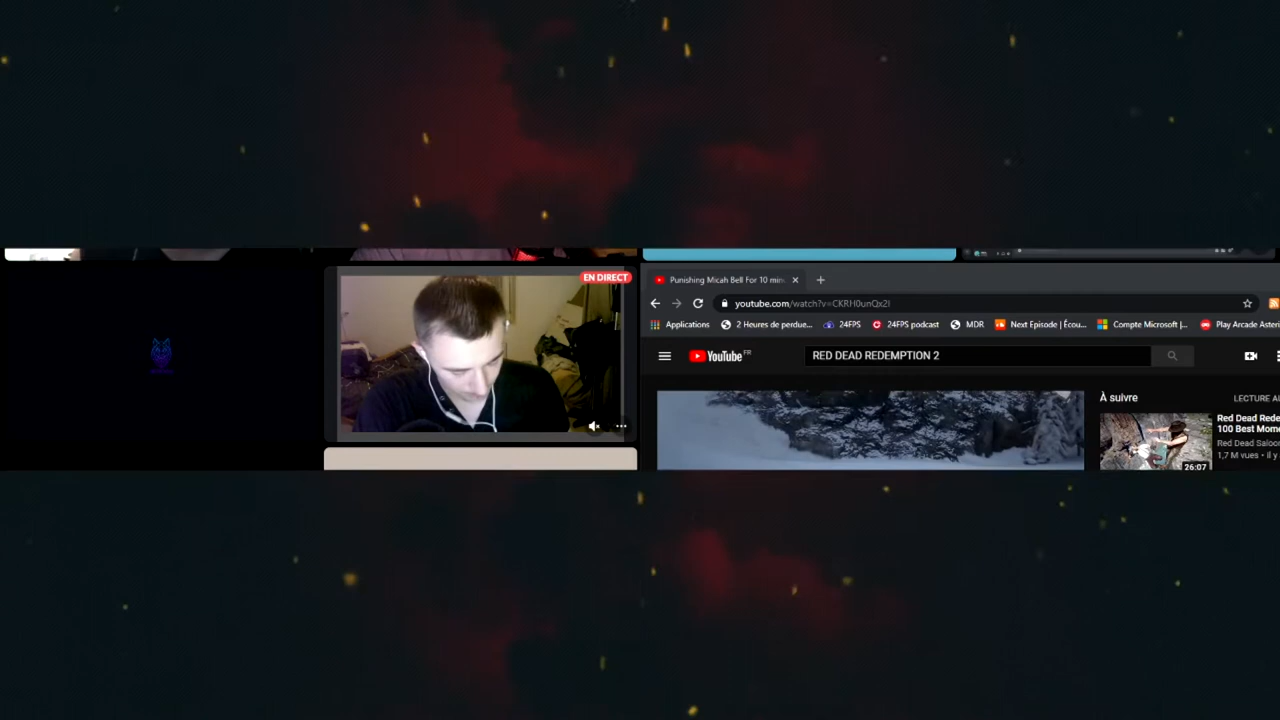 EN DIRECT
Punishing Micah Bell For 10 min
youtube.com/watch?v=CKRH0unQx2I
Applications
2 Heures de perdue...
24FPS
24FPS podcast
MDR
Next Episode | Écou...
Compte Microsoft |...
Play Arcade Aster
YouTube FR
RED DEAD REDEMPTION 2
À suivre
LECTURE AU
Red Dead Rede
100 Best Mome
Red Dead Saloo
1,7 M vues • il y
26:07